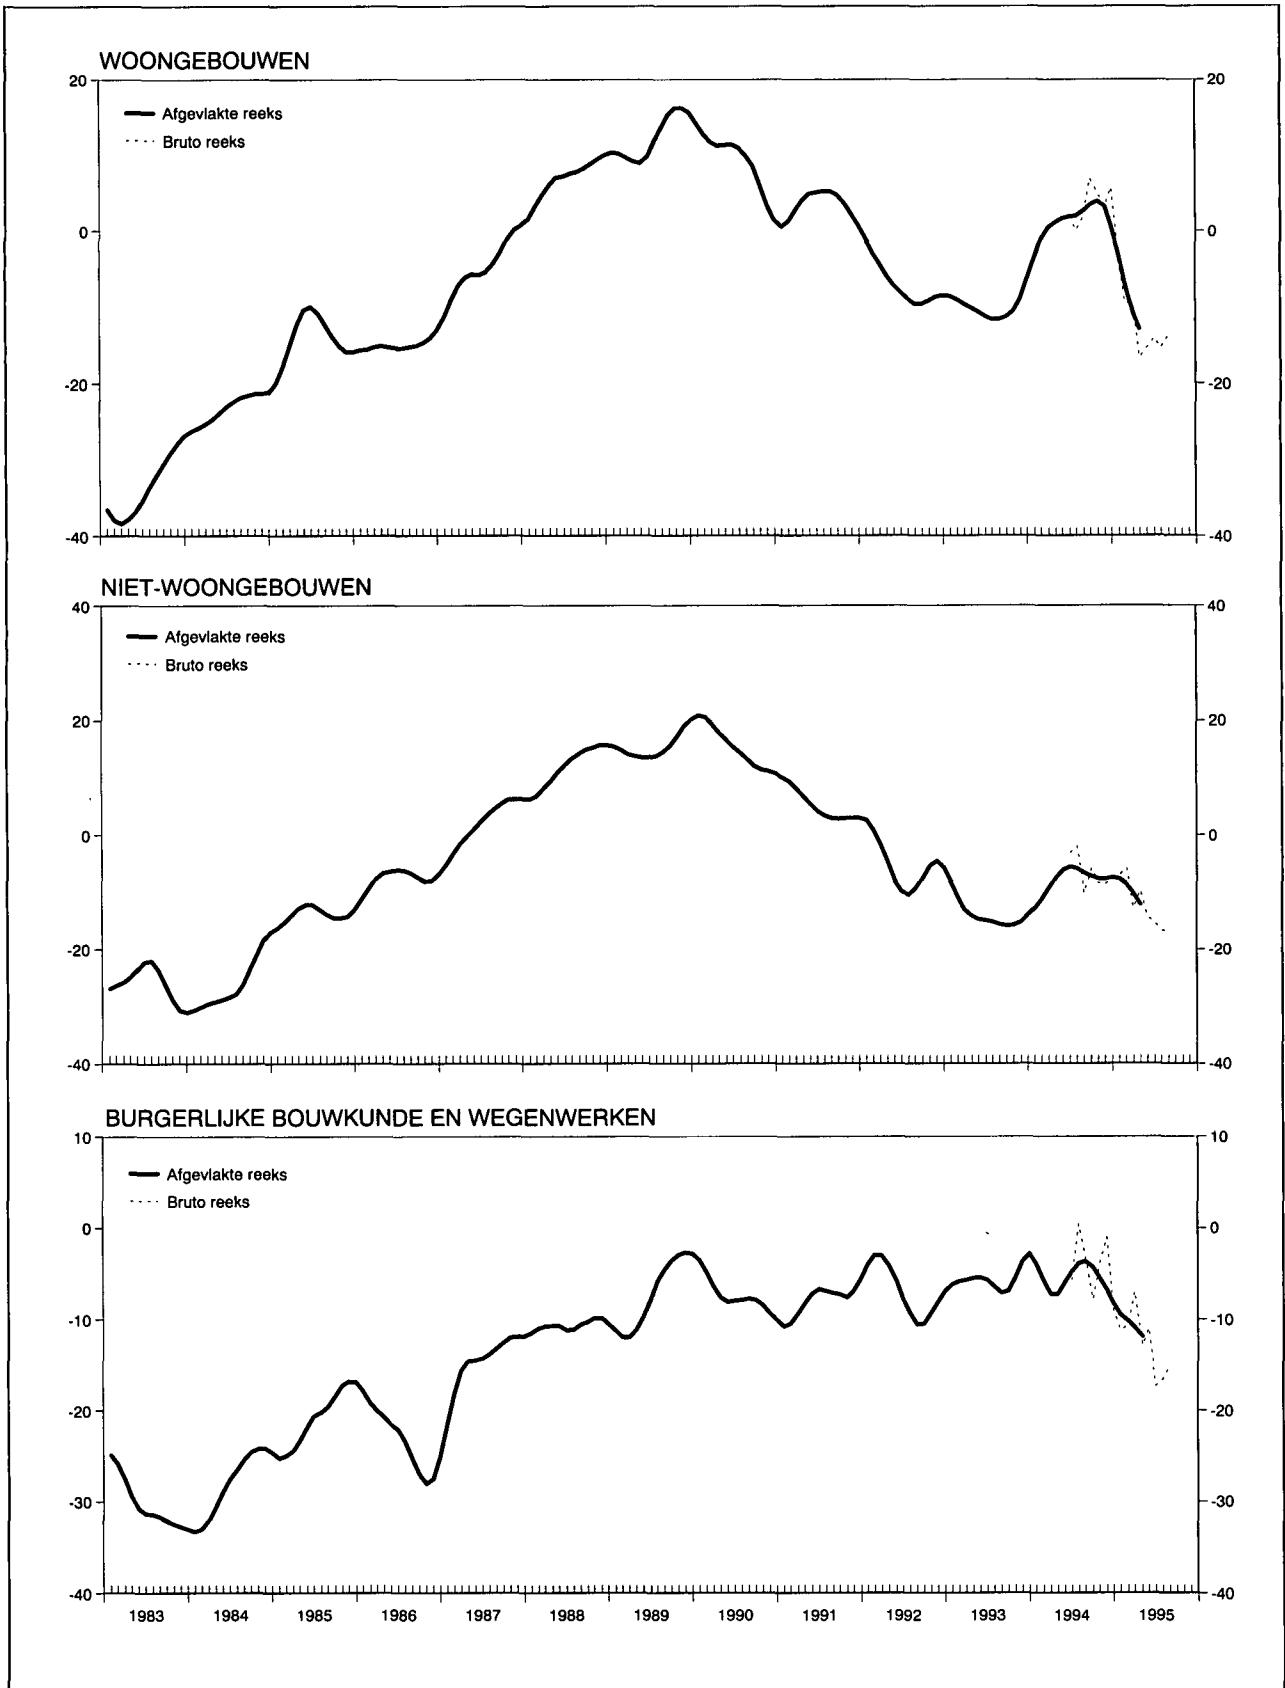 WOONGEBOUWEN
20 20
Afgevlakte reeks
Bruto reeks
0 0
-20 -20
-40 -40
NIET-WOONGEBOUWEN
40 40
Afgevlakte reeks
Bruto reeks
20 20
0 0
-20 -20
-40 -40
BURGERLIJKE BOUWKUNDE EN WEGENWERKEN
10 10
Afgevlakte reeks
Bruto reeks
0 0
-10 -10
-20 -20
-30 -30
-40 -40
1983 1984 1985 1986 1987 1988 1989 1990 1991 1992 1993 1994 1995